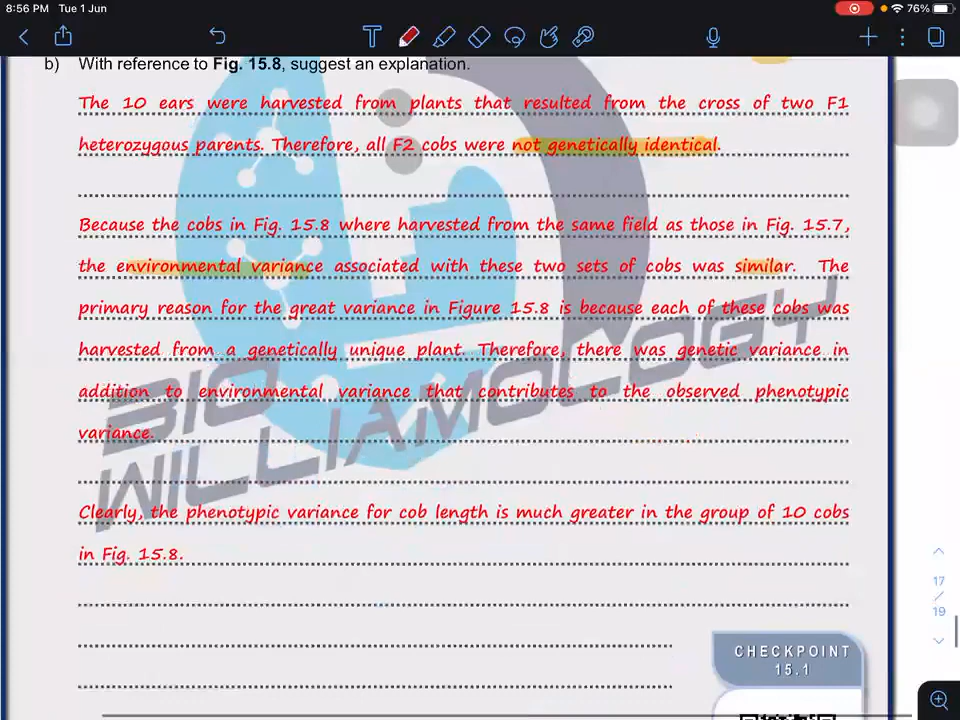 8:56 PM Tue 1 Jun
76%
b) With reference to Fig. 15.8, suggest an explanation.
The 10 ears were harvested from plants that resulted from the cross of two F1
heterozygous parents. Therefore, all F2 cobs were not genetically identical.
Because the cobs in Fig. 15.8 where harvested from the same field as those in Fig. 15.7,
the environmental variance associated with these two sets of cobs was similar. The
primary reason for the great variance in Figure 15.8 is because each of these cobs was
harvested from a genetically unique plant. Therefore, there was genetic variance in
addition to environmental variance that contributes to the observed phenotypic
variance.
BIO
WILLIAMOLOGY
Clearly, the phenotypic variance for cob length is much greater in the group of 10 cobs
in Fig. 15.8.
17
/
19
CHECKPOINT
15.1